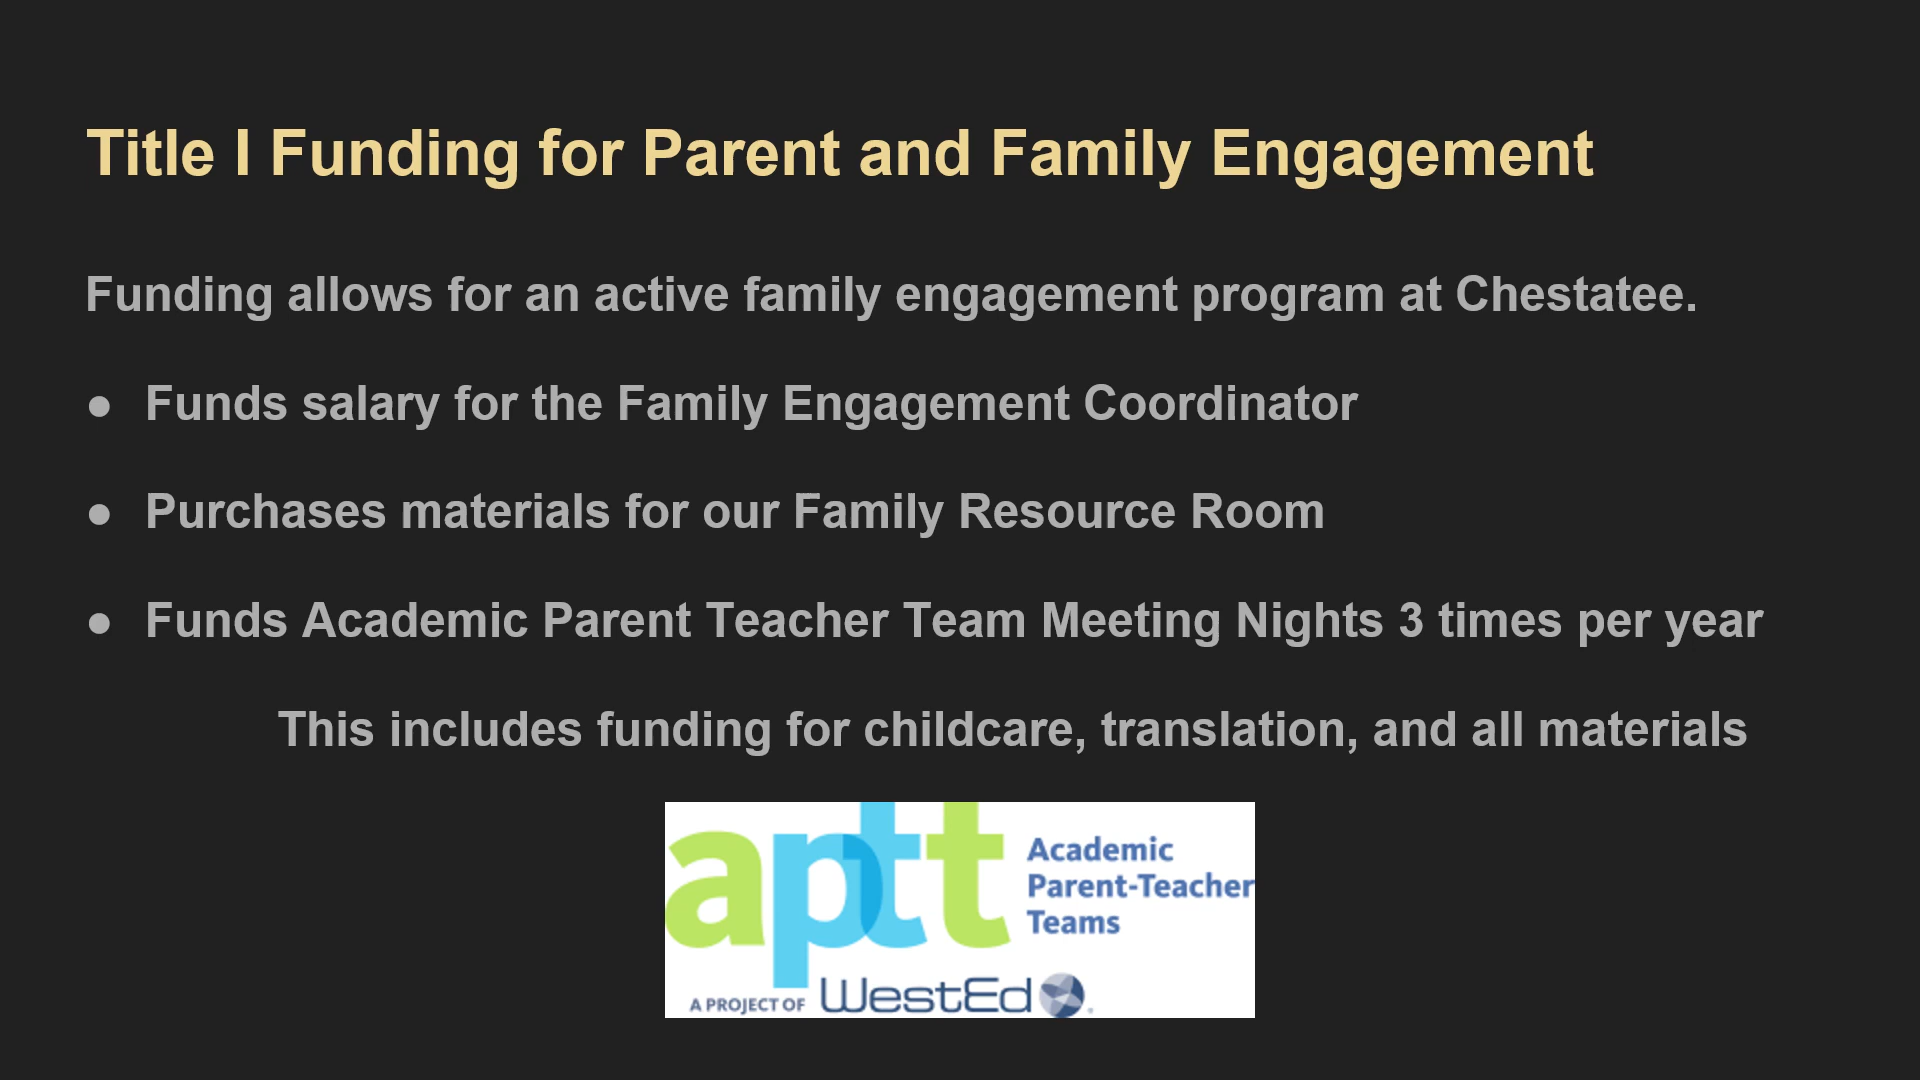 Title I Funding for Parent and Family Engagement
Funding allows for an active family engagement program at Chestatee.
● Funds salary for the Family Engagement Coordinator
● Purchases materials for our Family Resource Room
● Funds Academic Parent Teacher Team Meeting Nights 3 times per year
This includes funding for childcare, translation, and all materials
aptt
Academic
Parent-Teacher
Teams
A PROJECT OF WestEd